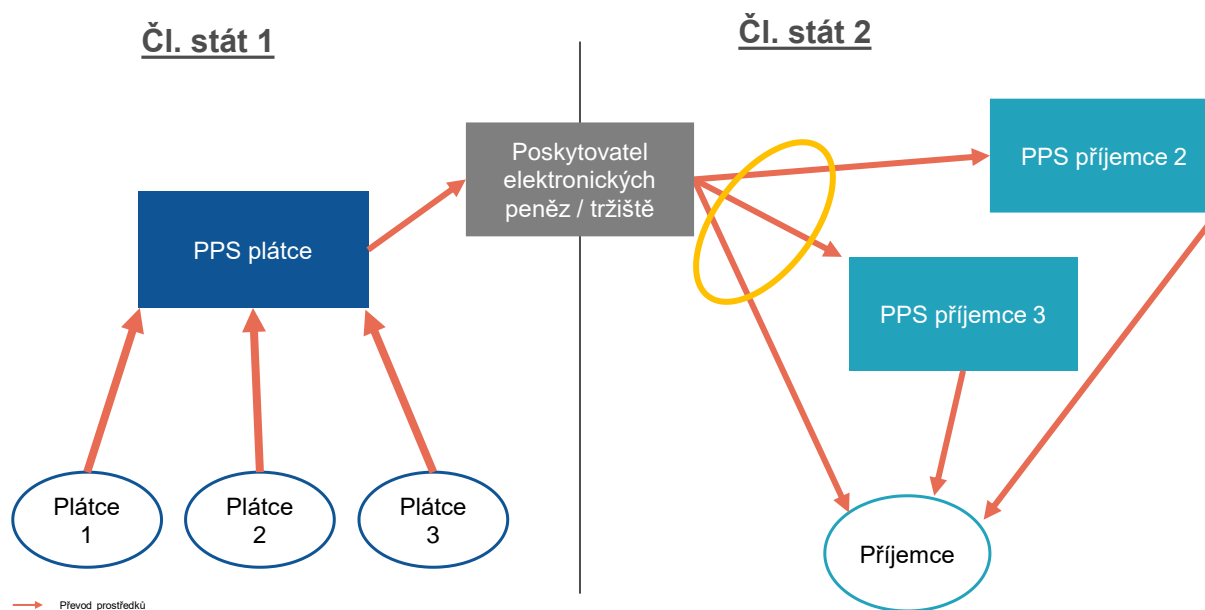 Čl. stát 1
Čl. stát 2
Poskytovatel
elektronických
peněz / tržiště
PPS příjemce 2
PPS plátce
PPS příjemce 3
Plátce
1
Plátce
2
Plátce
3
Příjemce
Převod prostředků